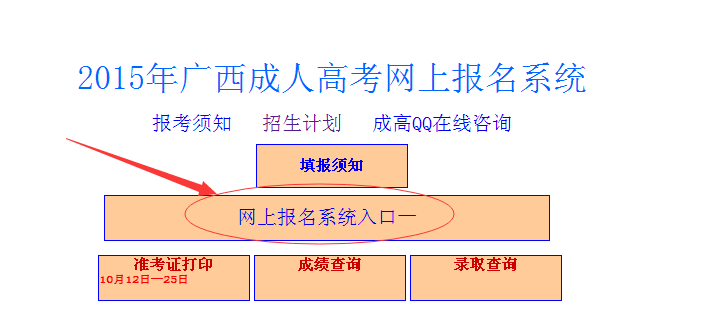 2015年广西成人高考网上报名系统
报考须知 招生计划 成高QQ在线咨询
填报须知
网上报名系统入口一
准考证打印 成绩查询 录取查询
10月12日—25日